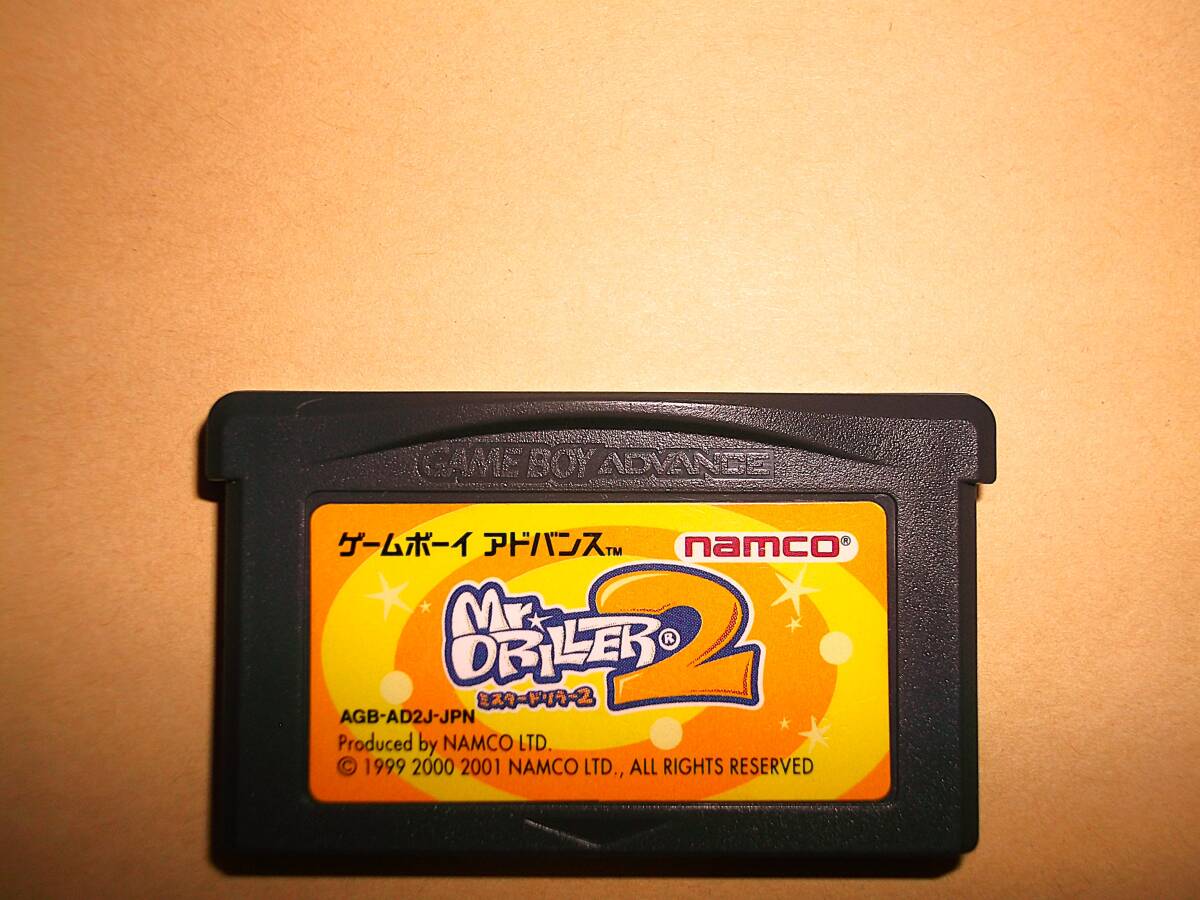 GAME BOY ADVANCE
ゲームボーイ アドバンス™
namco®
Mr. DRILLER® 2
ミスタードリラー2
AGB-AD2J-JPN
Produced by NAMCO LTD.
© 1999 2000 2001 NAMCO LTD., ALL RIGHTS RESERVED